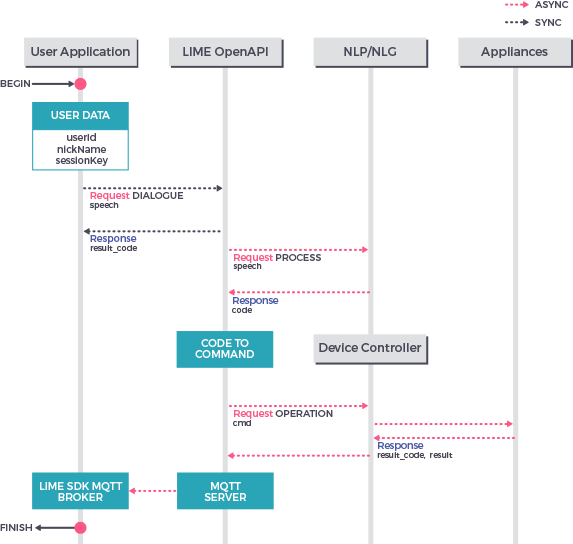 ASYNC
SYNC
User Application
LIME OpenAPI
NLP/NLG
Appliances
BEGIN
USER DATA
userId
nickName
sessionKey
Request DIALOGUE
speech
Response
result_code
Request PROCESS
speech
Response
code
CODE TO
COMMAND
Device Controller
Request OPERATION
cmd
Response
result_code, result
LIME SDK MQTT
BROKER
MQTT
SERVER
FINISH